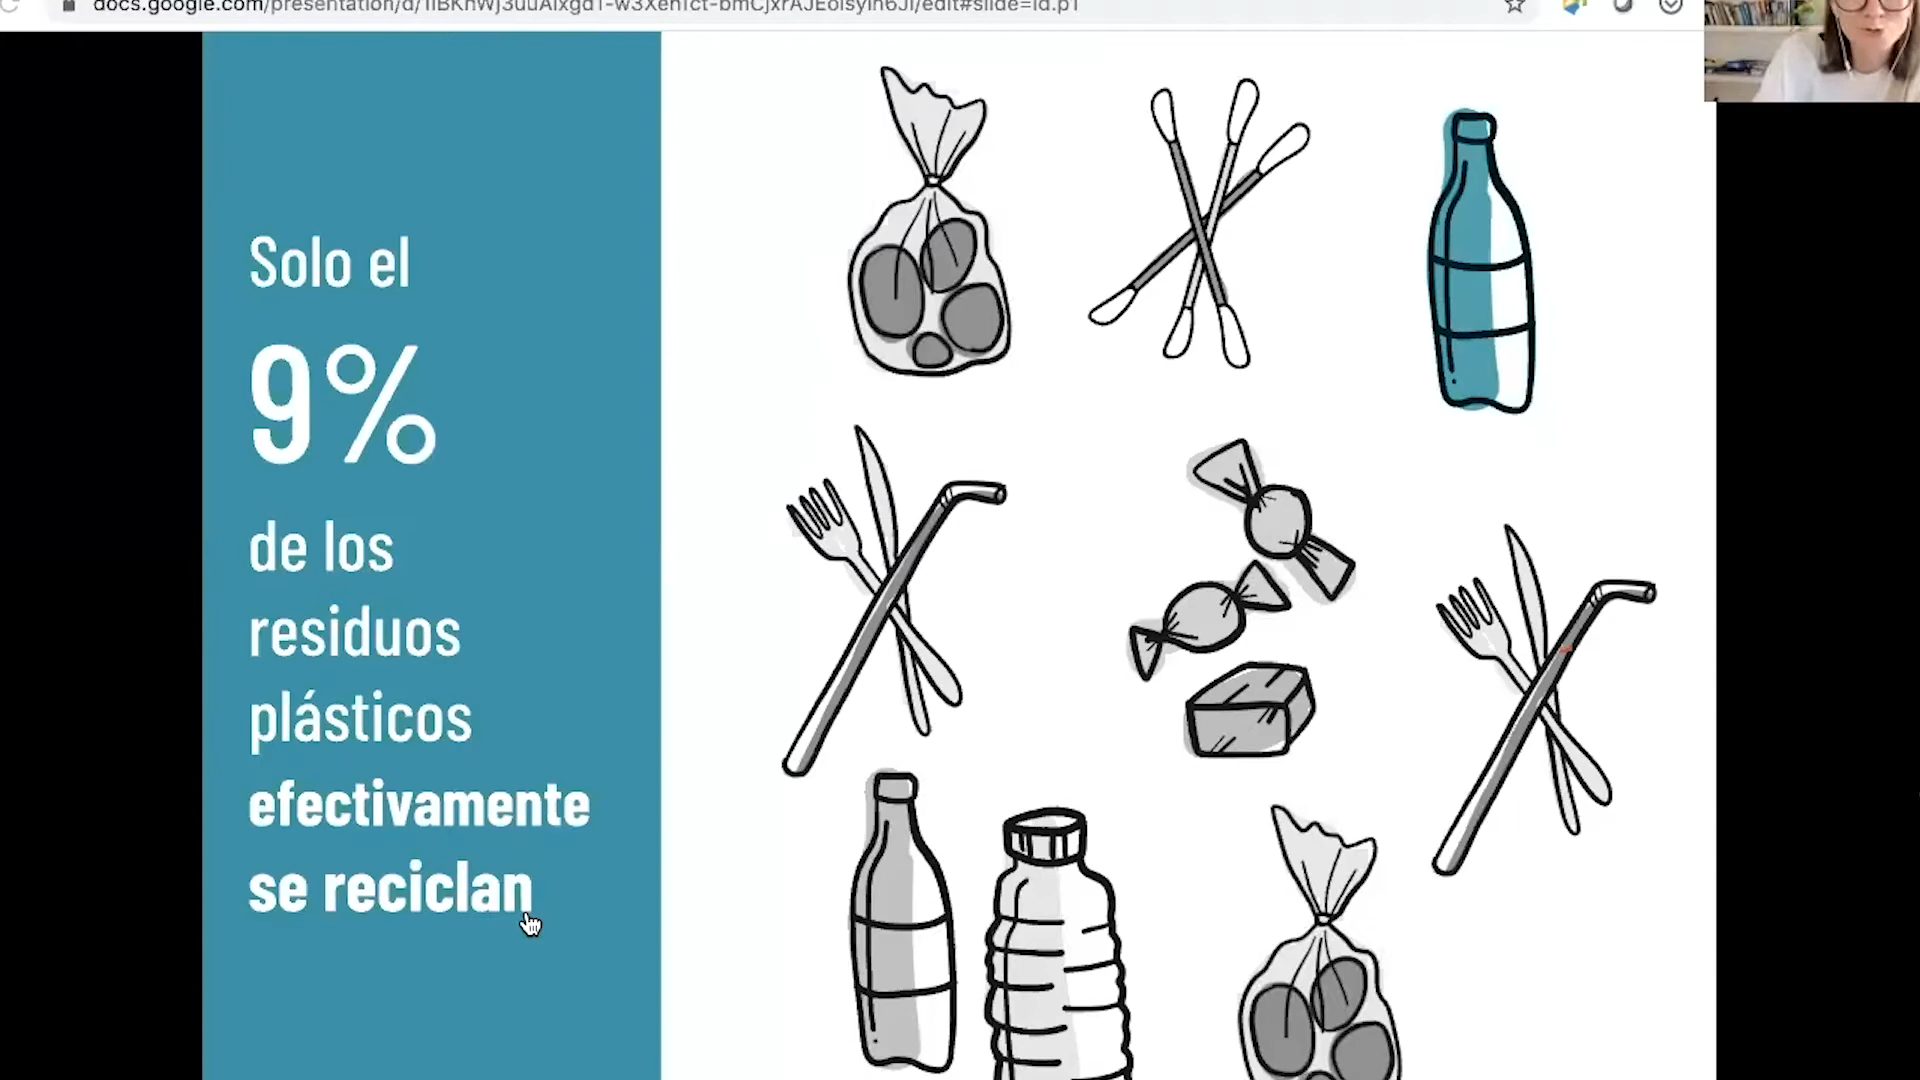 Solo el
9%
de los
residuos
plásticos
efectivamente
se reciclan